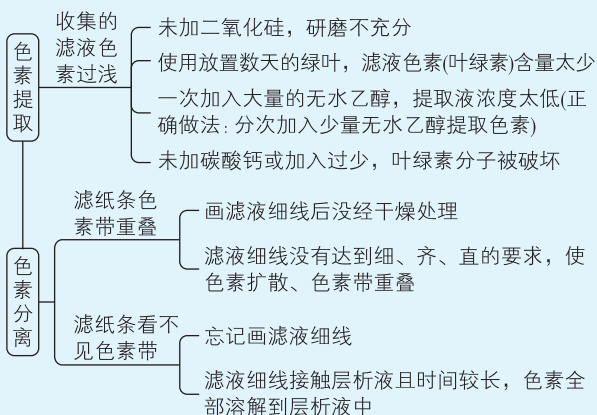 色素提取
收集的
滤液色
素过浅
未加二氧化硅，研磨不充分
使用放置数天的绿叶，滤液色素(叶绿素)含量太少
一次加入大量的无水乙醇，提取液浓度太低(正
确做法：分次加入少量无水乙醇提取色素)
未加碳酸钙或加入过少，叶绿素分子被破坏
色素分离
滤纸条色
素带重叠
画滤液细线后没经干燥处理
滤液细线没有达到细、齐、直的要求，使
色素扩散、色素带重叠
滤纸条看不
见色素带
忘记画滤液细线
滤液细线接触层析液且时间较长，色素全
部溶解到层析液中